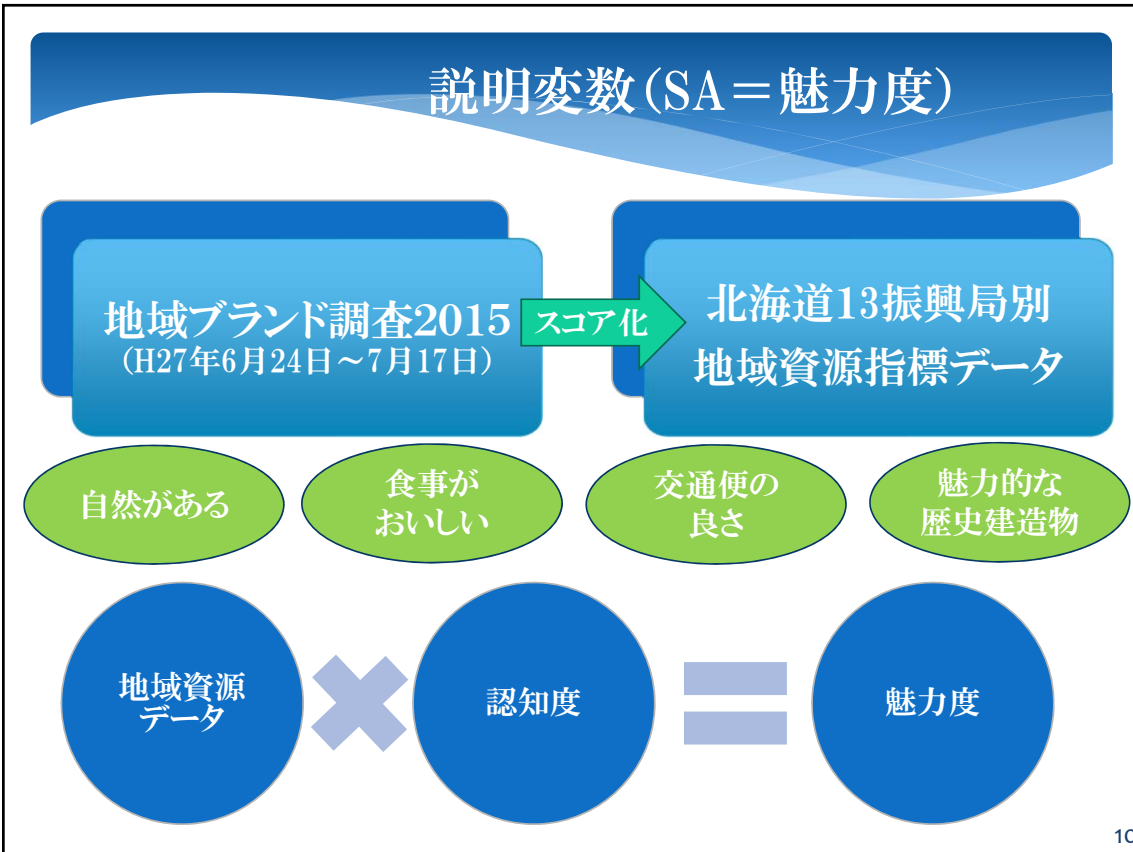 説明変数(SA＝魅力度)
地域ブランド調査2015
(H27年6月24日～7月17日)
スコア化
北海道13振興局別
地域資源指標データ
自然がある
食事が
おいしい
交通便の
良さ
魅力的な
歴史建造物
地域資源
データ
認知度
魅力度
10